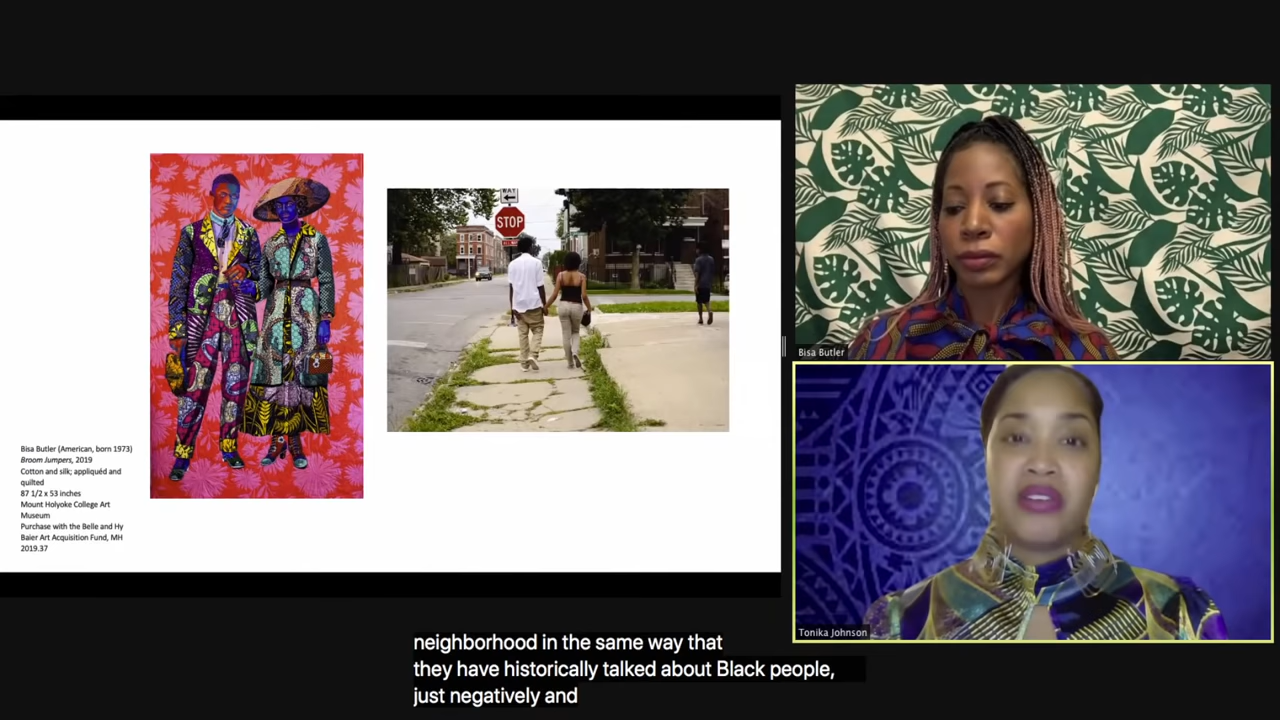 WAY
STOP
Bisa Butler (American, born 1973)
Broom Jumpers, 2019
Cotton and silk; appliquéd and
quilted
87 1/2 x 53 inches
Mount Holyoke College Art
Museum
Purchase with the Belle and Hy
Baier Art Acquisition Fund, MH
2019.37
Bisa Butler
Tonika Johnson
neighborhood in the same way that
they have historically talked about Black people,
just negatively and